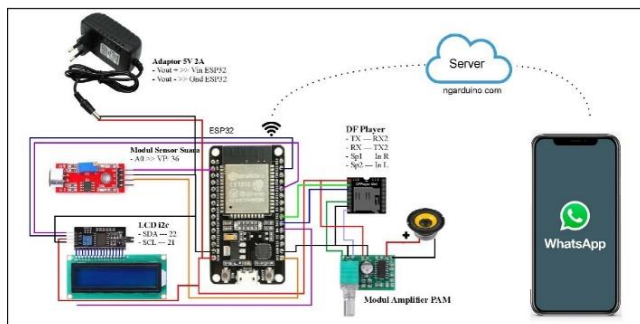 Adaptor 5V 2A
- Vout + >> Vin ESP32
- Vout - >> Gnd ESP32
Server
ngarduino.com
ESP32
DF Player
- TX --- RX2
- RX --- TX2
- Sp1 In R
- Sp2 --- In L
Modul Sensor Suara
- A0 >> VP: 36
LCD i2c
- SDA --- 22
- SCL --- 21
Modul Amplifier PAM
+
WhatsApp